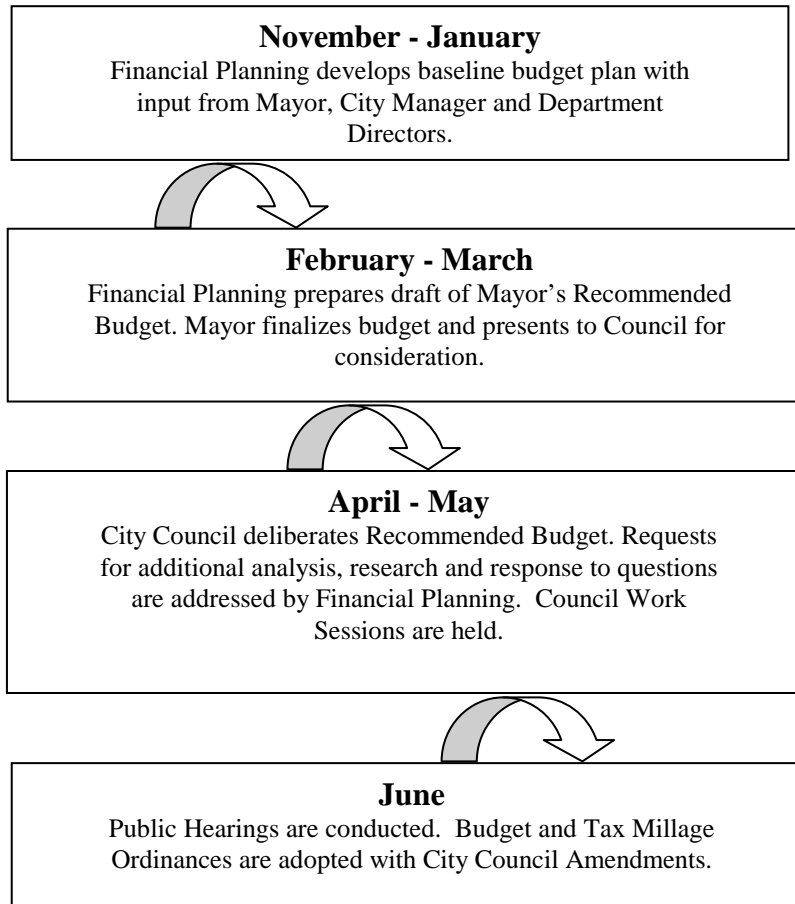 November - January
Financial Planning develops baseline budget plan with
input from Mayor, City Manager and Department
Directors.
February - March
Financial Planning prepares draft of Mayor’s Recommended
Budget. Mayor finalizes budget and presents to Council for
consideration.
April - May
City Council deliberates Recommended Budget. Requests
for additional analysis, research and response to questions
are addressed by Financial Planning.  Council Work
Sessions are held.
June
Public Hearings are conducted.  Budget and Tax Millage
Ordinances are adopted with City Council Amendments.